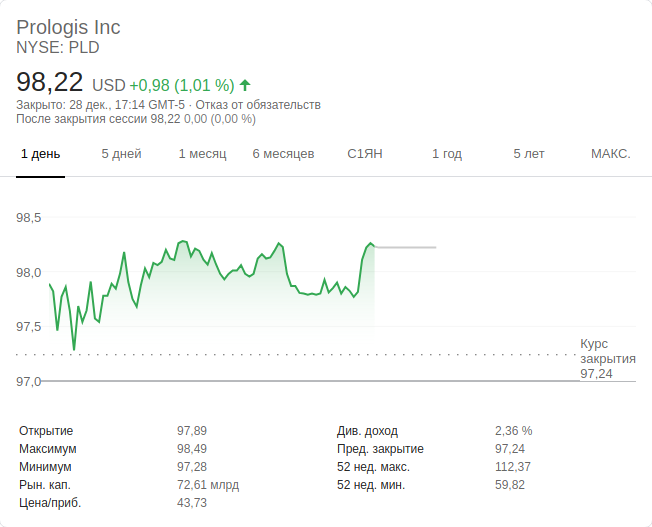 Prologis Inc
NYSE: PLD
98,22 USD +0,98 (1,01 %)
Закрыто: 28 дек., 17:14 GMT-5 · Отказ от обязательств
После закрытия сессии 98,22 0,00 (0,00 %)
1 день 5 дней 1 месяц 6 месяцев С1ЯН 1 год 5 лет МАКС.
98,5
98,0
97,5
Курс
закрытия
97,24
97,0
Открытие 97,89 Див. доход 2,36 %
Максимум 98,49 Пред. закрытие 97,24
Минимум 97,28 52 нед. макс. 112,37
Рын. кап. 72,61 млрд 52 нед. мин. 59,82
Цена/приб. 43,73